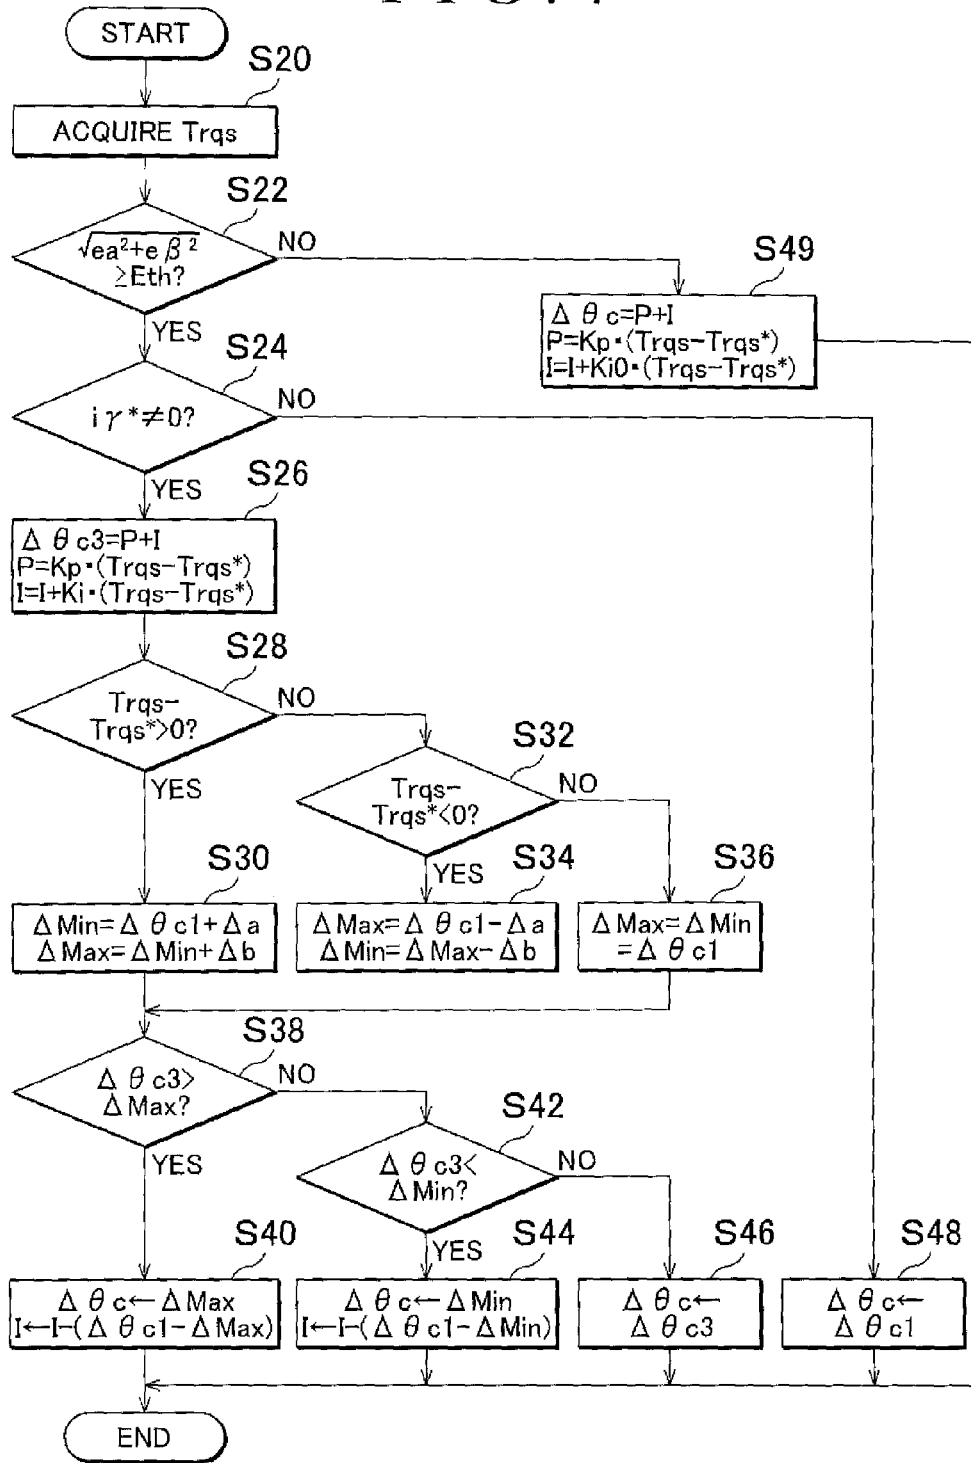 START
S20
ACQUIRE Trqs
S22
√ea²+eβ²
≥Eth?
NO
YES
S49
Δθc=P+I
P=Kp·(Trqs-Trqs*)
I=I+Ki0·(Trqs-Trqs*)
S24
iγ*≠0?
NO
YES
S26
Δθc3=P+I
P=Kp·(Trqs-Trqs*)
I=I+Ki·(Trqs-Trqs*)
S28
Trqs-
Trqs*>0?
NO
YES
S32
Trqs-
Trqs*<0?
NO
YES
S30
ΔMin=Δθc1+Δa
ΔMax=ΔMin+Δb
S34
ΔMax=Δθc1-Δa
ΔMin=ΔMax-Δb
S36
ΔMax=ΔMin
=Δθc1
S38
Δθc3>
ΔMax?
NO
YES
S42
Δθc3<
ΔMin?
NO
YES
S40
Δθc←ΔMax
I←I-(Δθc1-ΔMax)
S44
Δθc←ΔMin
I←I-(Δθc1-ΔMin)
S46
Δθc←
Δθc3
S48
Δθc←
Δθc1
END